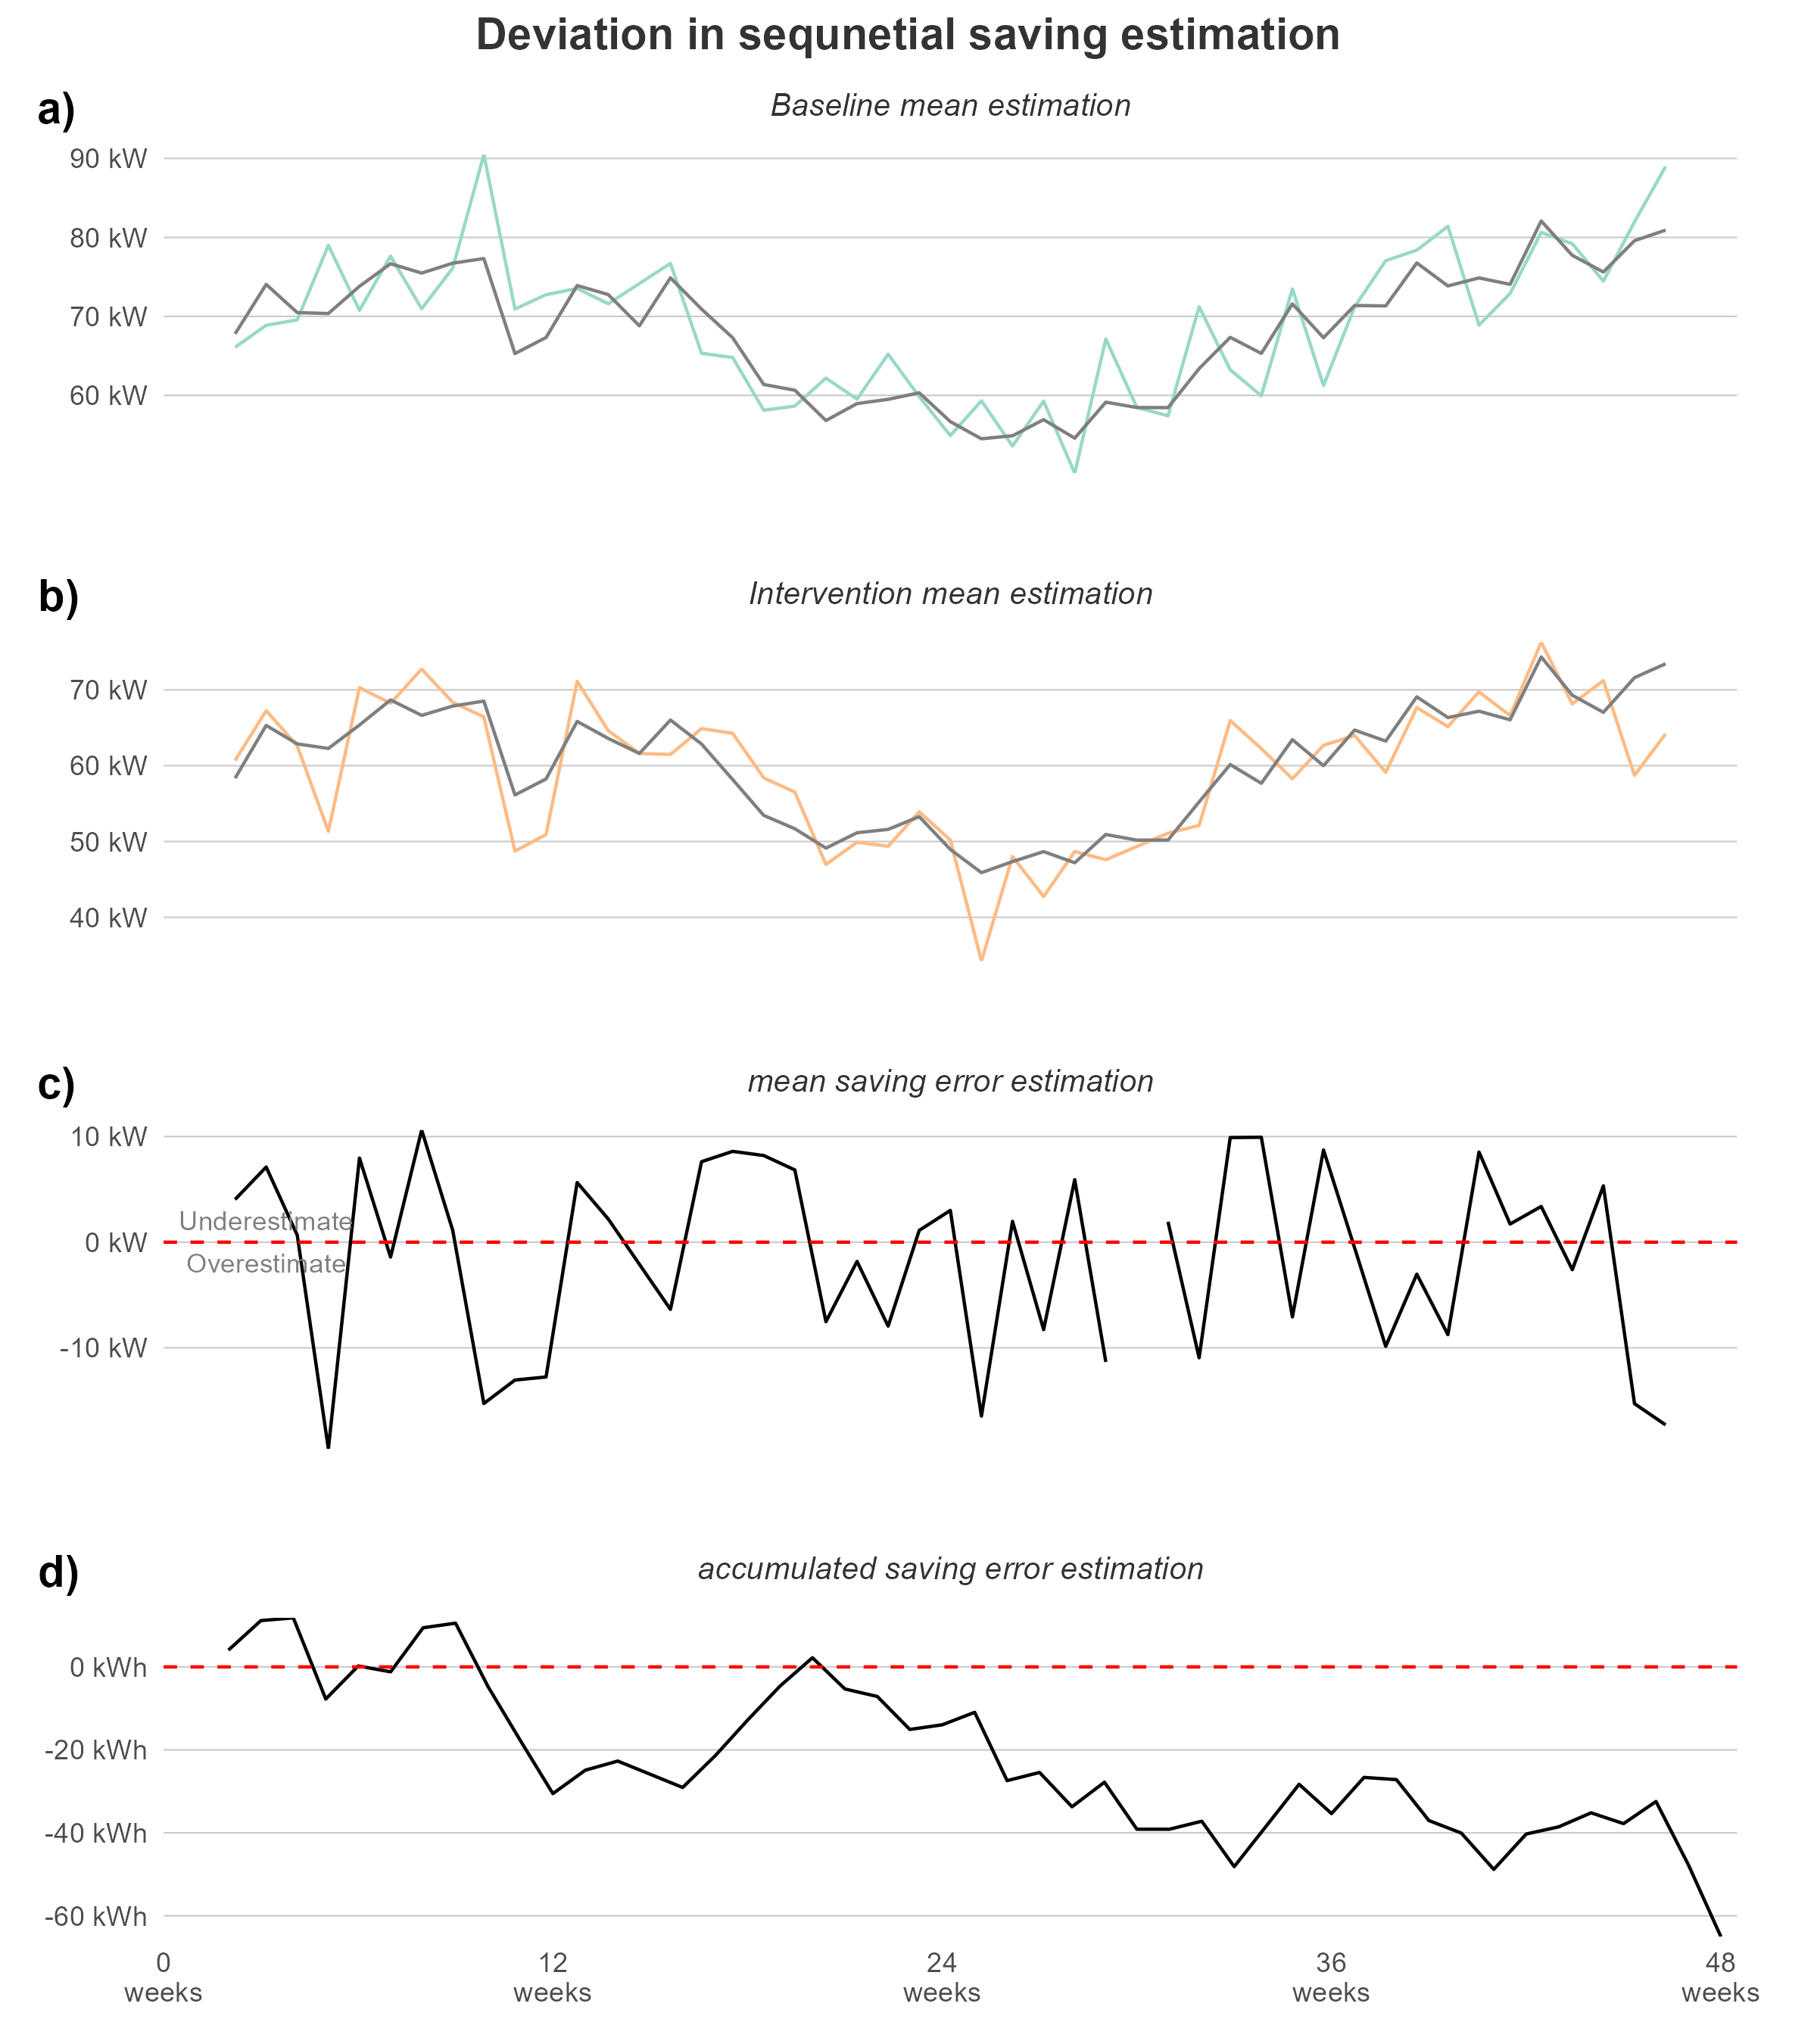 Deviation in sequnetial saving estimation
a)
Baseline mean estimation
90 kW
80 kW
70 kW
60 kW
b)
Intervention mean estimation
70 kW
60 kW
50 kW
40 kW
c)
mean saving error estimation
10 kW
Underestimate
0 kW
Overestimate
-10 kW
d)
accumulated saving error estimation
0 kWh
-20 kWh
-40 kWh
-60 kWh
0 12 24 36 48
weeks weeks weeks weeks weeks